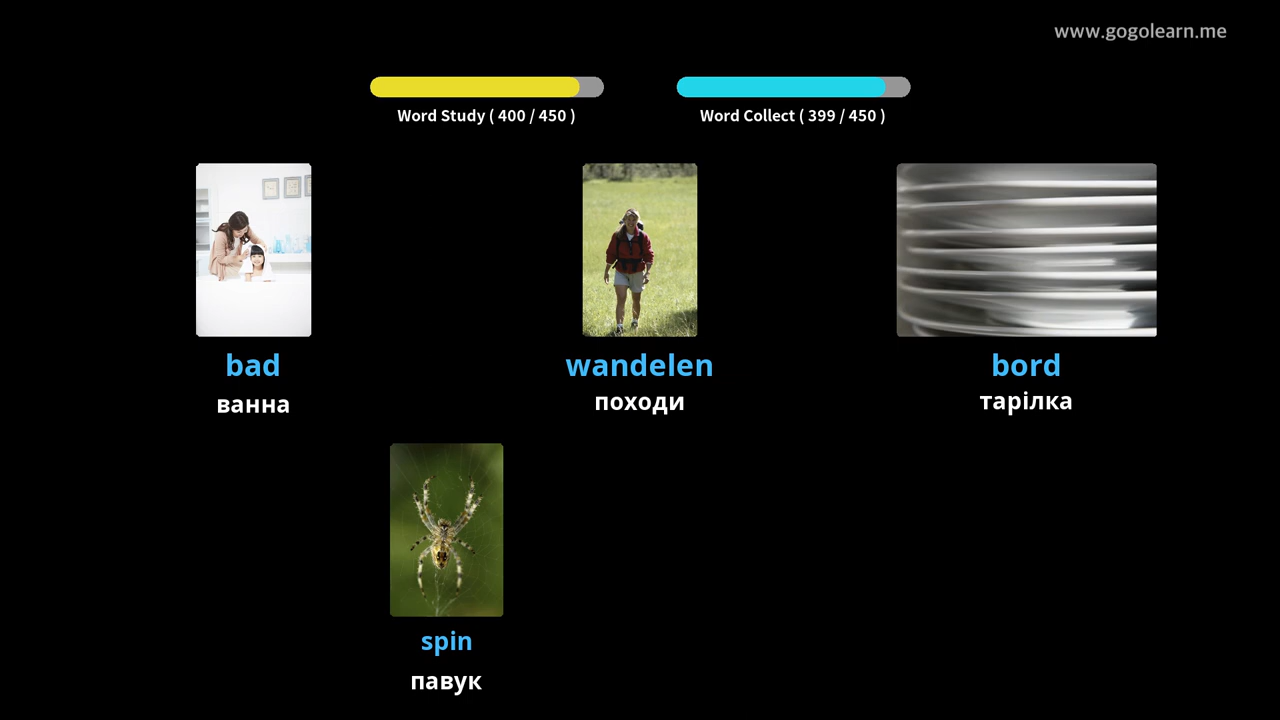 www.gogolearn.me
Word Study ( 400 / 450 )
Word Collect ( 399 / 450 )
bad
ванна
wandelen
походи
bord
тарілка
spin
павук